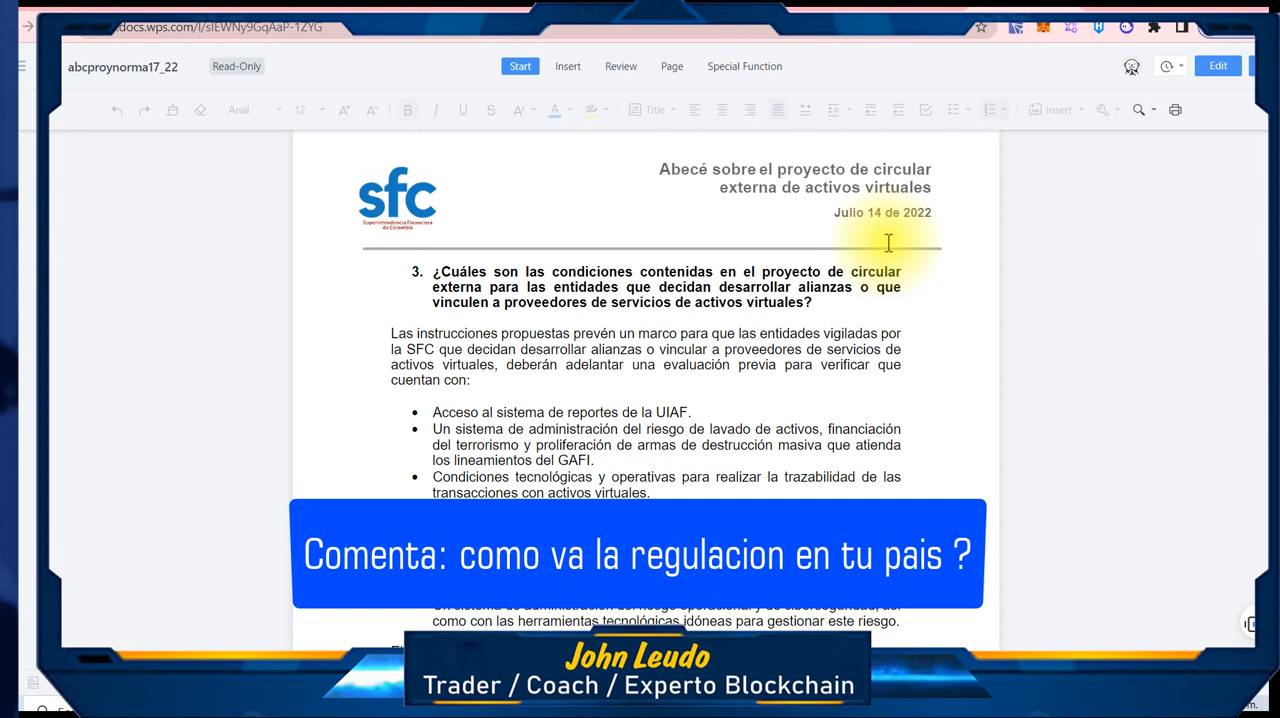 docs.wps.com/l/sIEWNy9GqAaP-1ZYG
abcproynorma17_22
Read-Only
Start
Insert
Review
Page
Special Function
Edit
Arial
12
Title
Insert
sfc
Superintendencia Financiera
de Colombia
Abecé sobre el proyecto de circular
externa de activos virtuales
Julio 14 de 2022
3. ¿Cuáles son las condiciones contenidas en el proyecto de circular
externa para las entidades que decidan desarrollar alianzas o que
vinculen a proveedores de servicios de activos virtuales?
Las instrucciones propuestas prevén un marco para que las entidades vigiladas por
la SFC que decidan desarrollar alianzas o vincular a proveedores de servicios de
activos virtuales, deberán adelantar una evaluación previa para verificar que
cuentan con:
• Acceso al sistema de reportes de la UIAF.
• Un sistema de administración del riesgo de lavado de activos, financiación
del terrorismo y proliferación de armas de destrucción masiva que atienda
los lineamientos del GAFI.
• Condiciones tecnológicas y operativas para realizar la trazabilidad de las
transacciones con activos virtuales.
Comenta: como va la regulacion en tu pais ?
como con las herramientas tecnológicas idóneas para gestionar este riesgo.
John Leudo
Trader / Coach / Experto Blockchain